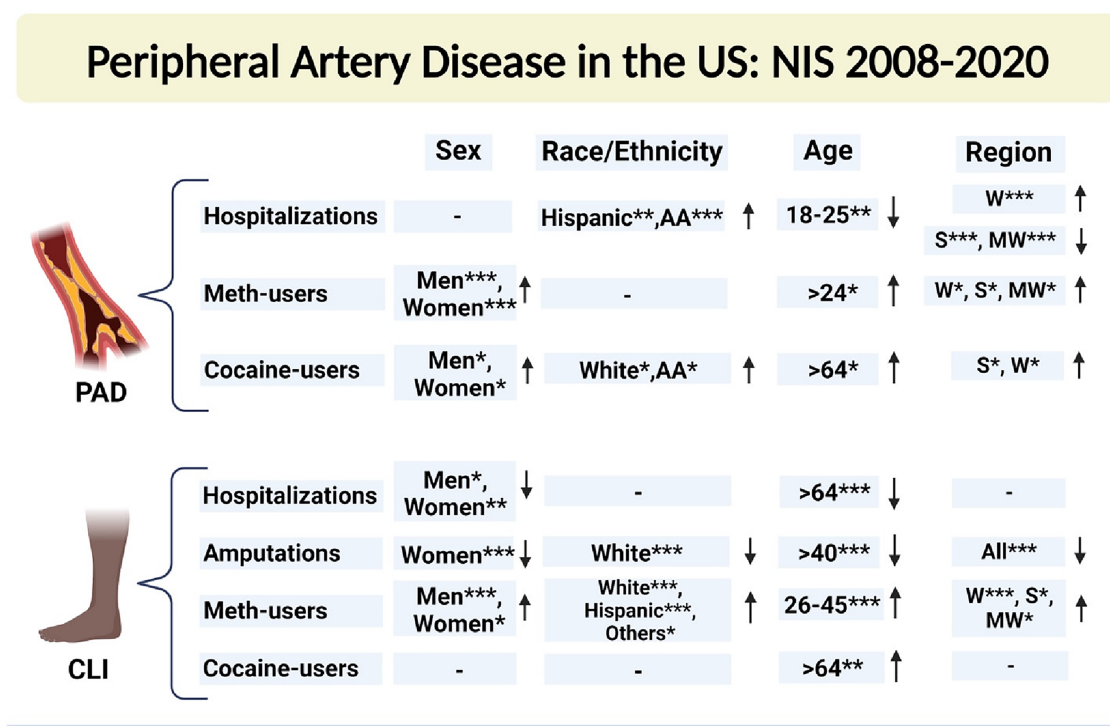 Peripheral Artery Disease in the US: NIS 2008-2020
Sex Race/Ethnicity Age Region
Hospitalizations - Hispanic**,AA*** ↑ 18-25** ↓ W*** ↑
S***, MW*** ↓
Meth-users Men***, Women*** ↑ - >24* ↑ W*, S*, MW* ↑
Cocaine-users Men*, Women* ↑ White*,AA* ↑ >64* ↑ S*, W* ↑
PAD
Hospitalizations Men*, Women** ↓ - >64*** ↓ -
Amputations Women*** ↓ White*** ↓ >40*** ↓ All*** ↓
Meth-users Men***, Women* ↑ White***, Hispanic***, Others* ↑ 26-45*** ↑ W***, S*, MW* ↑
Cocaine-users - - >64** ↑ -
CLI